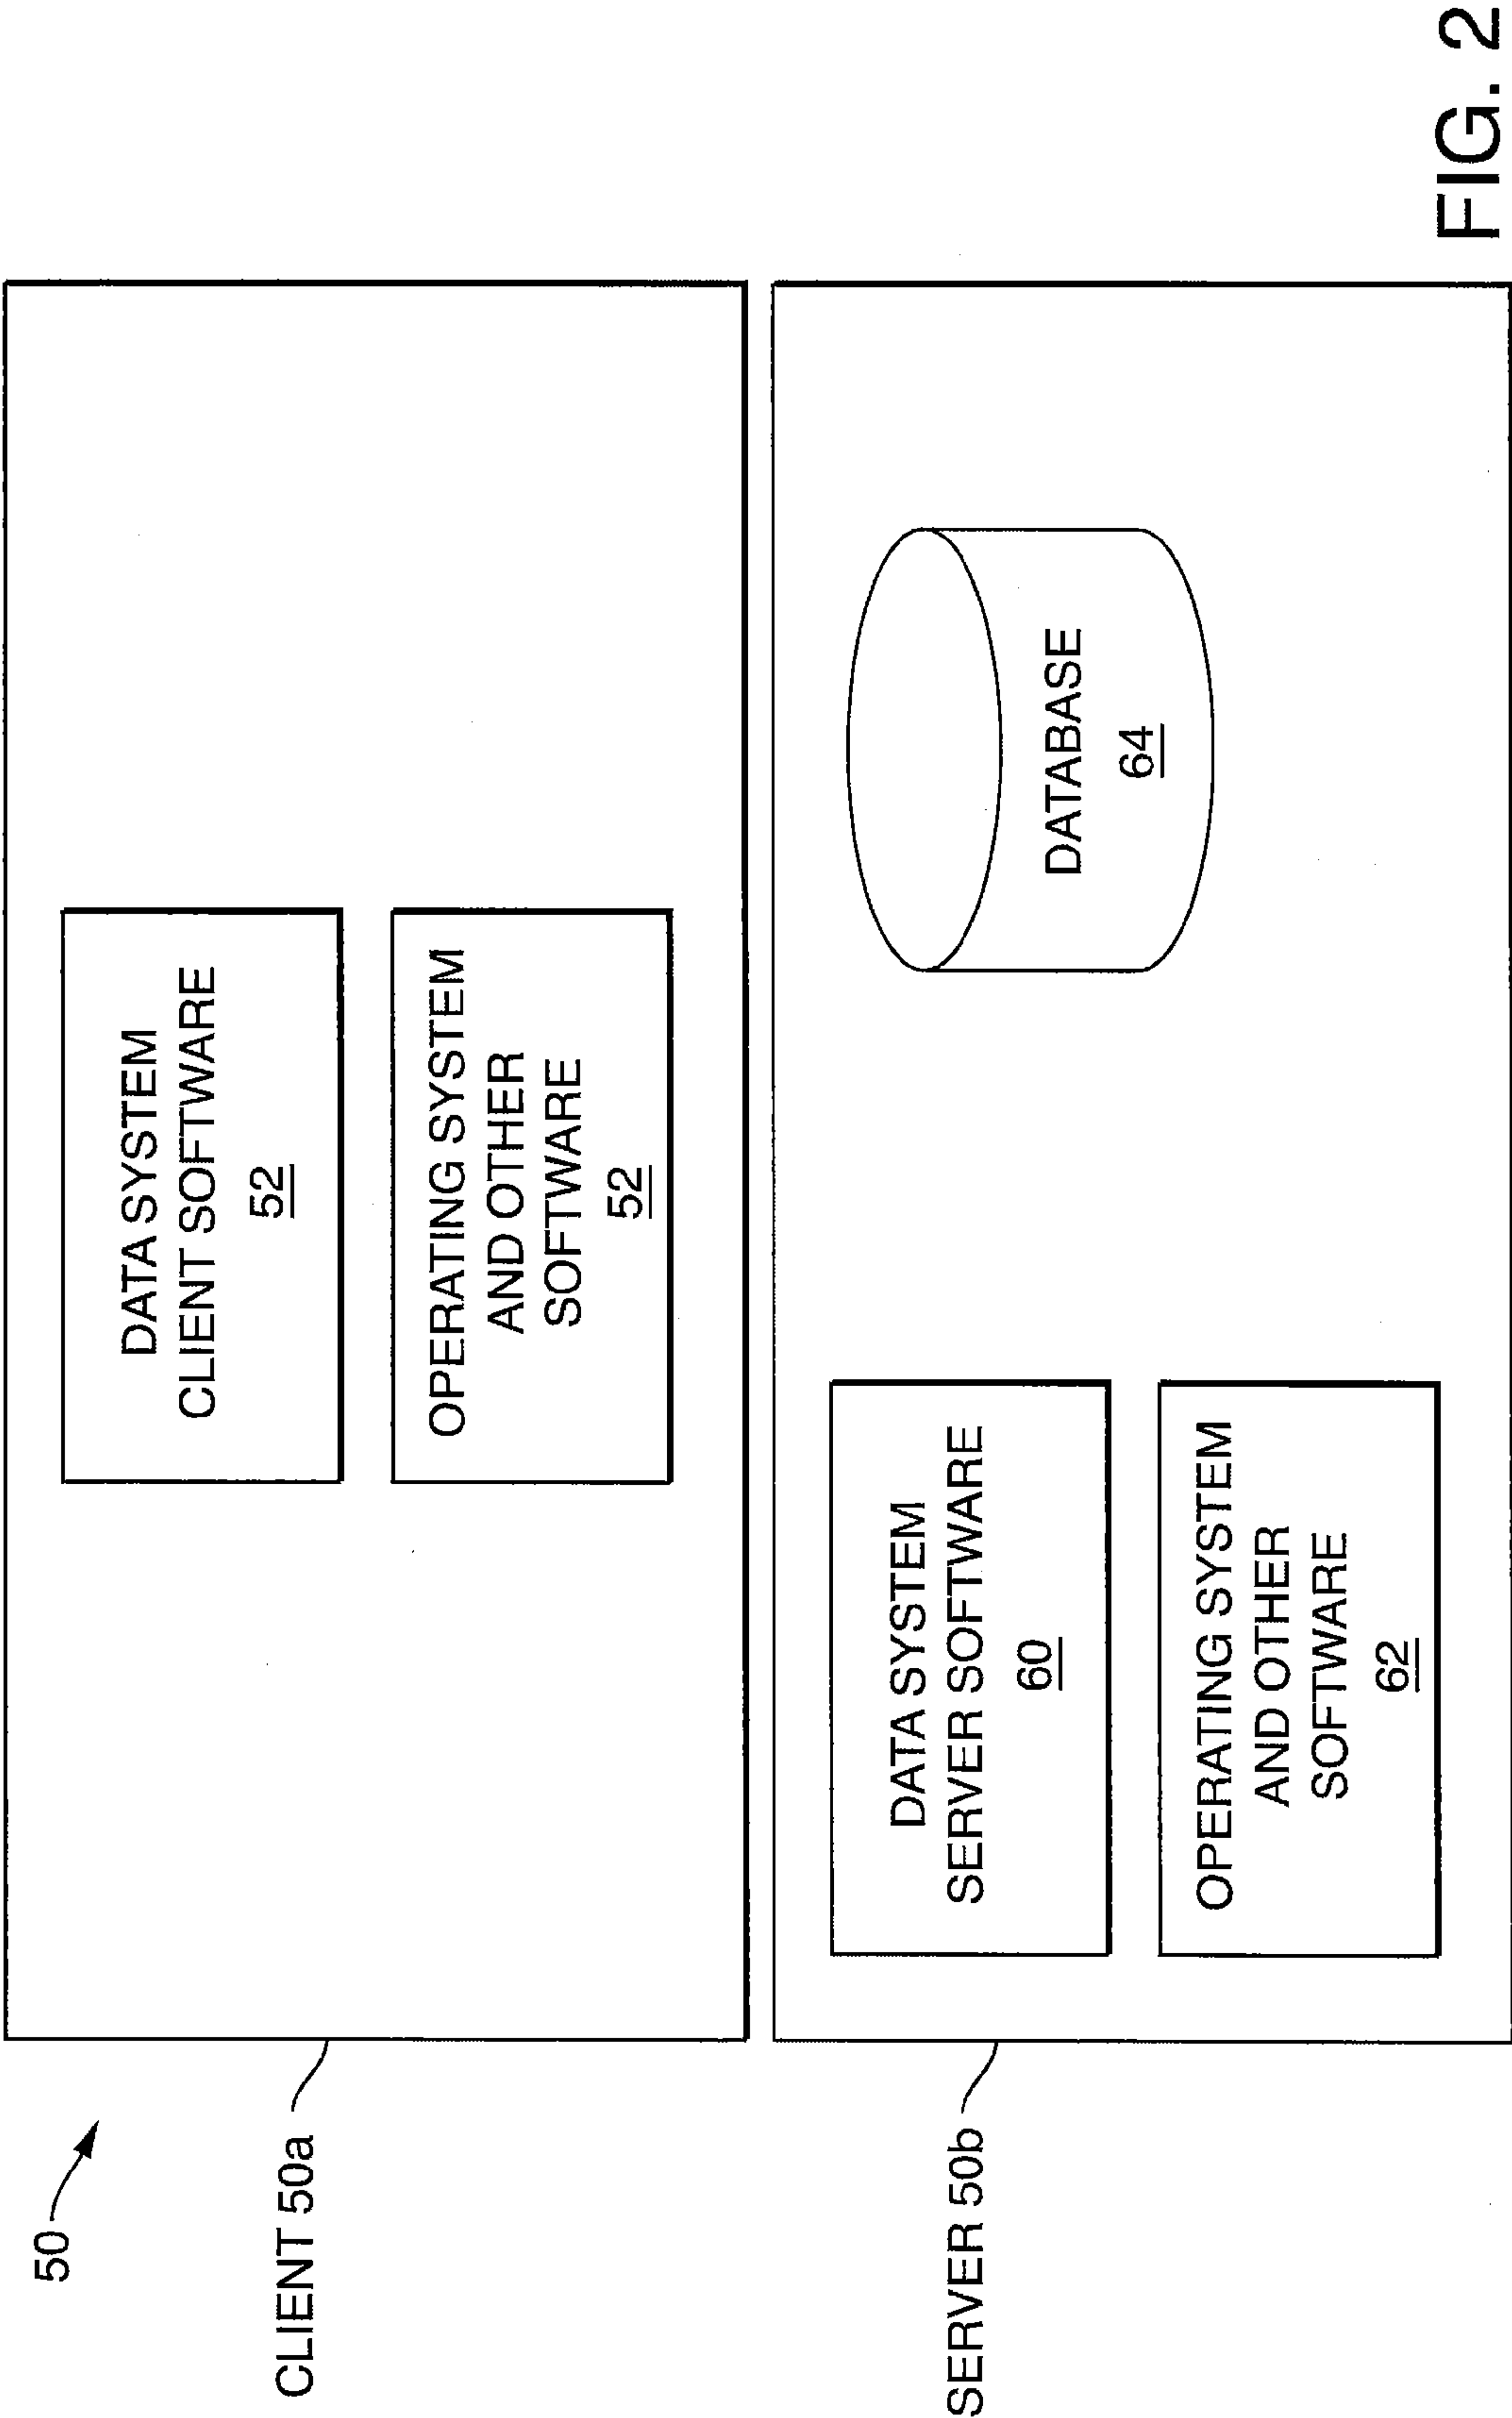 50
CLIENT 50a
DATA SYSTEM
CLIENT SOFTWARE
52
OPERATING SYSTEM
AND OTHER
SOFTWARE
52
SERVER 50b
DATA SYSTEM
SERVER SOFTWARE
60
OPERATING SYSTEM
AND OTHER
SOFTWARE
62
DATABASE
64
FIG. 2